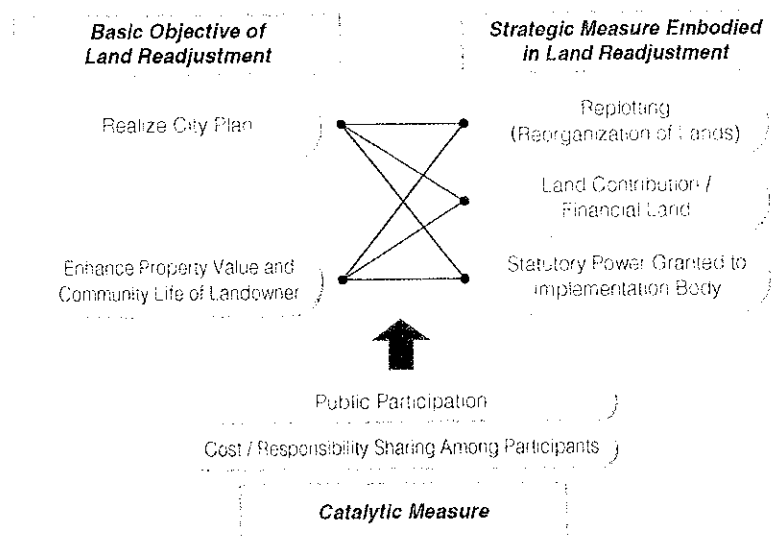 Basic Objective of
Land Readjustment
Strategic Measure Embodied
in Land Readjustment
Realize City Plan
Replotting
(Reorganization of Lands)
Land Contribution /
Financial Land
Enhance Property Value and
Community Life of Landowner
Statutory Power Granted to
Implementation Body
Public Participation
Cost / Responsibility Sharing Among Participants
Catalytic Measure